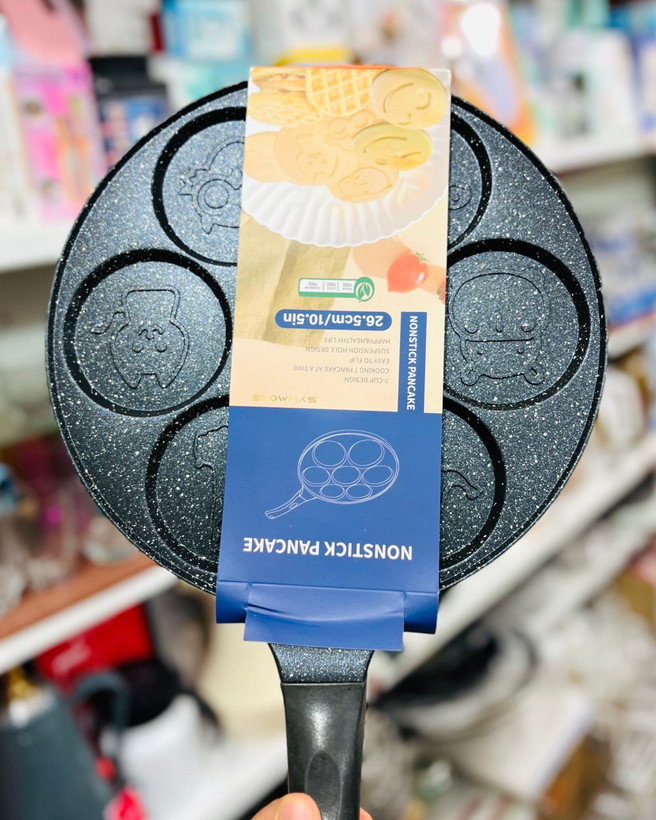 NONSTICK PANCAKE
SYNMORE
7-CUP DESIGN
COOKING 7 PANCAKE AT A TIME
EASY TO FLIP
SUSPENSION HOLE DESIGN
HAPPY&HEALTHY LIFE
26.5cm/10.5in
NONSTICK PANCAKE